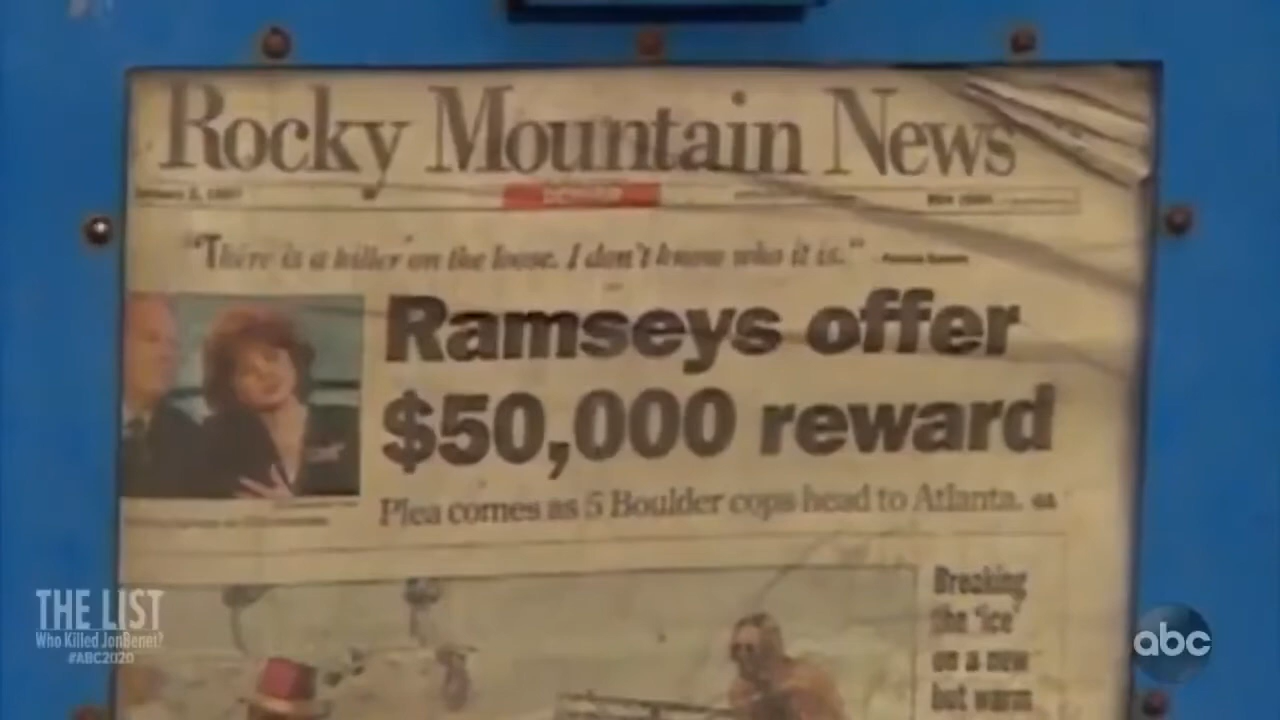 Rocky Mountain News
DENVER
"There is a killer on the loose. I don't know who it is."
Ramseys offer
$50,000 reward
Plea comes as 5 Boulder cops head to Atlanta.
Breaking
the 'ice'
on a new
but warm
THE LIST
Who Killed JonBenet?
#ABC2020
abc